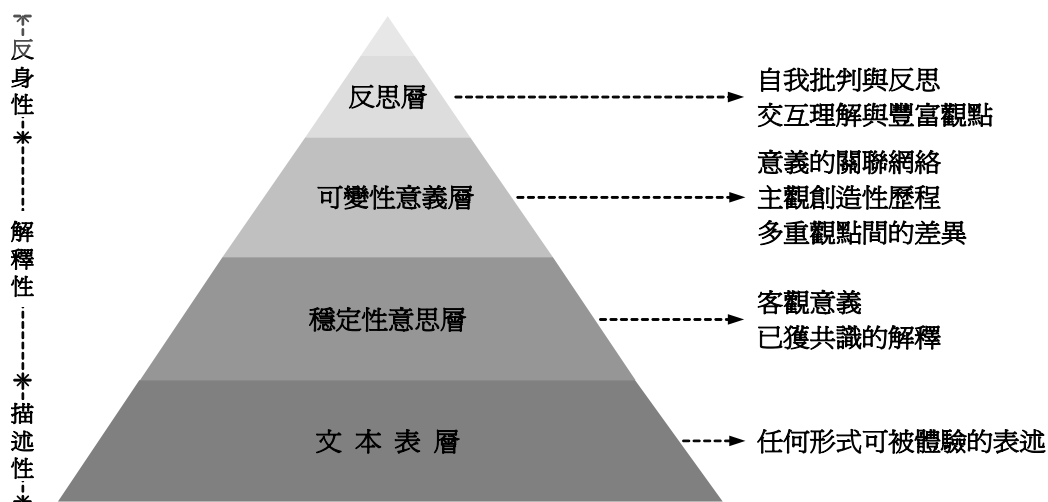 反身性
解釋性
描述性
反思層
自我批判與反思
交互理解與豐富觀點
可變性意義層
意義的關聯網絡
主觀創造性歷程
多重觀點間的差異
穩定性意思層
客觀意義
已獲共識的解釋
文本表層
任何形式可被體驗的表述